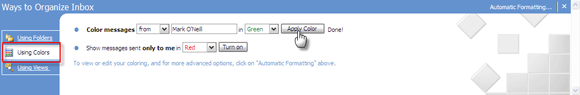 Ways to Organize Inbox Automatic Formatting...
Using Folders
Using Colors
Using Views
Color messages from Mark O'Neill in Green Apply Color Done!
Show messages sent only to me in Red Turn on
To view or edit your coloring, and for more advanced options, click on "Automatic Formatting" above.